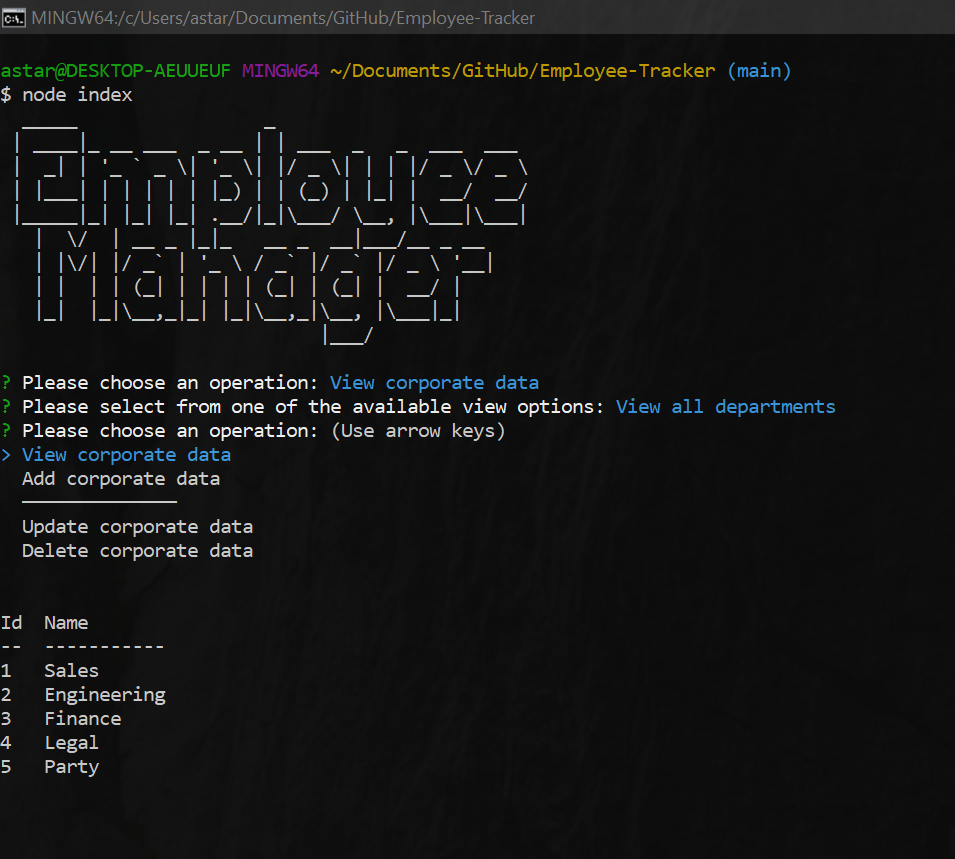 MINGW64:/c/Users/astar/Documents/GitHub/Employee-Tracker
astar@DESKTOP-AEUUEUF MINGW64 ~/Documents/GitHub/Employee-Tracker (main)
$ node index
Employee
Manager
? Please choose an operation: View corporate data
? Please select from one of the available view options: View all departments
? Please choose an operation: (Use arrow keys)
> View corporate data
Add corporate data
──────────────
Update corporate data
Delete corporate data
Id Name
-- -----------
1 Sales
2 Engineering
3 Finance
4 Legal
5 Party